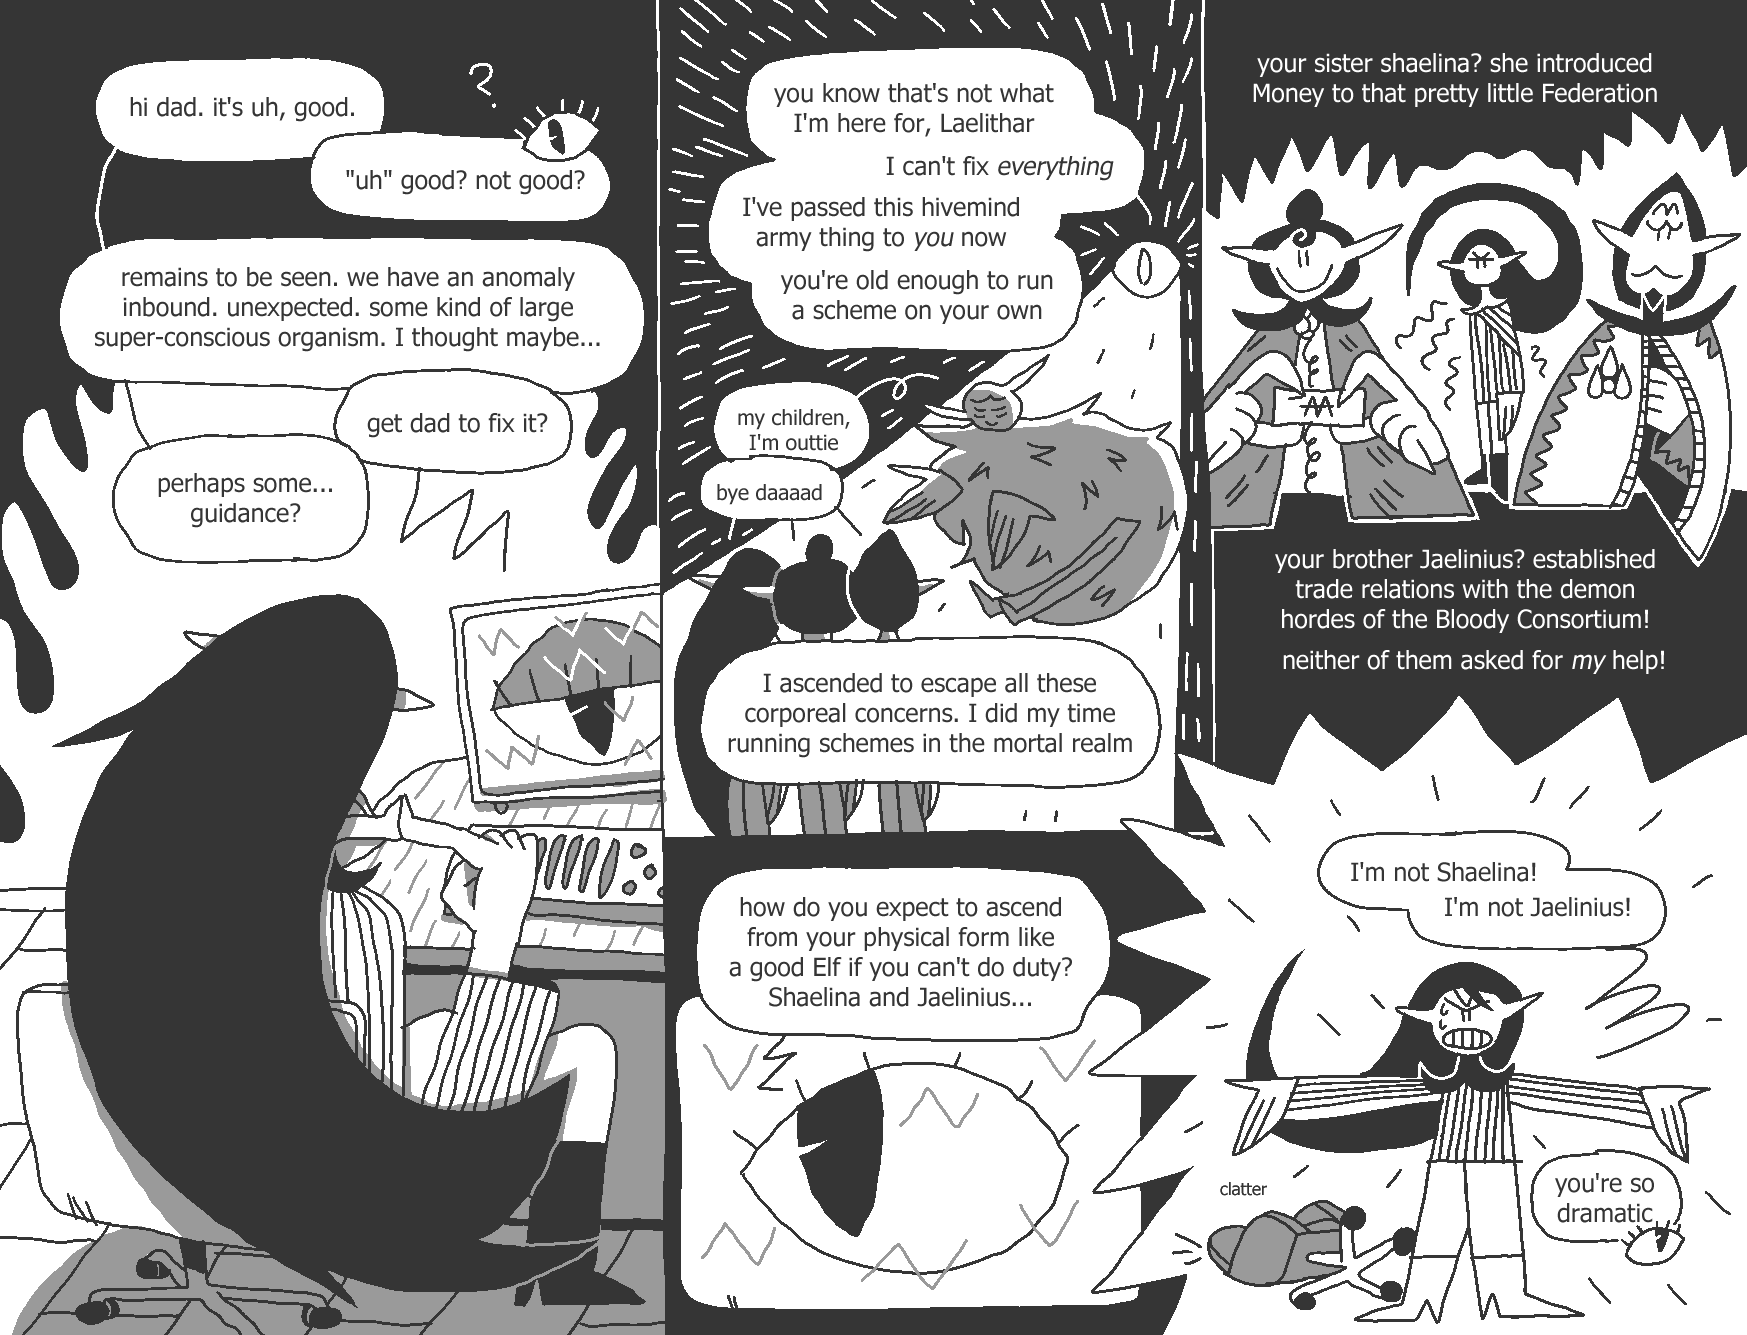 hi dad. it's uh, good.
?
"uh" good? not good?
remains to be seen. we have an anomaly
inbound. unexpected. some kind of large
super-conscious organism. I thought maybe...
get dad to fix it?
perhaps some...
guidance?
you know that's not what
I'm here for, Laelithar
I can't fix everything
I've passed this hivemind
army thing to you now
you're old enough to run
a scheme on your own
my children,
I'm outtie
bye daaaad
I ascended to escape all these
corporeal concerns. I did my time
running schemes in the mortal realm
how do you expect to ascend
from your physical form like
a good Elf if you can't do duty?
Shaelina and Jaelinius...
your sister shaelina? she introduced
Money to that pretty little Federation
your brother Jaelinius? established
trade relations with the demon
hordes of the Bloody Consortium!
neither of them asked for my help!
I'm not Shaelina!
I'm not Jaelinius!
clatter
you're so
dramatic